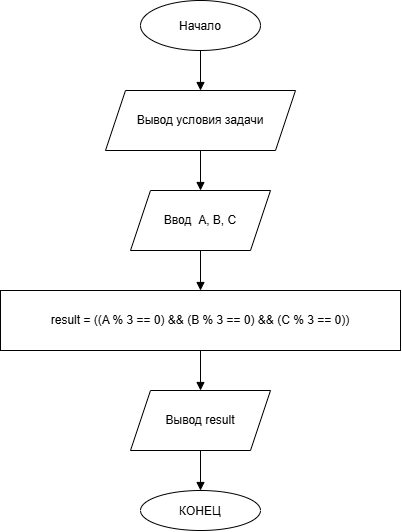 Начало
Вывод условия задачи
Ввод  A, B, C
result = ((A % 3 == 0) && (B % 3 == 0) && (C % 3 == 0))
Вывод result
КОНЕЦ